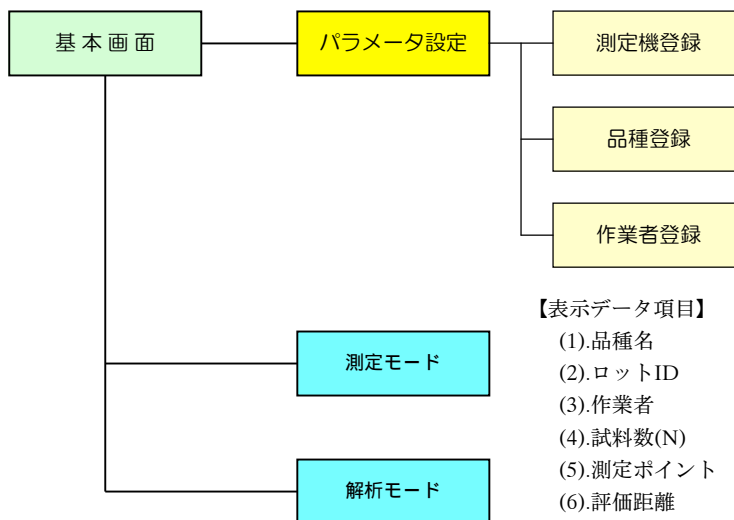 基本画面
パラメータ設定
測定機登録
品種登録
作業者登録
測定モード
解析モード
【表示データ項目】
(1).品種名
(2).ロットID
(3).作業者
(4).試料数(N)
(5).測定ポイント
(6).評価距離